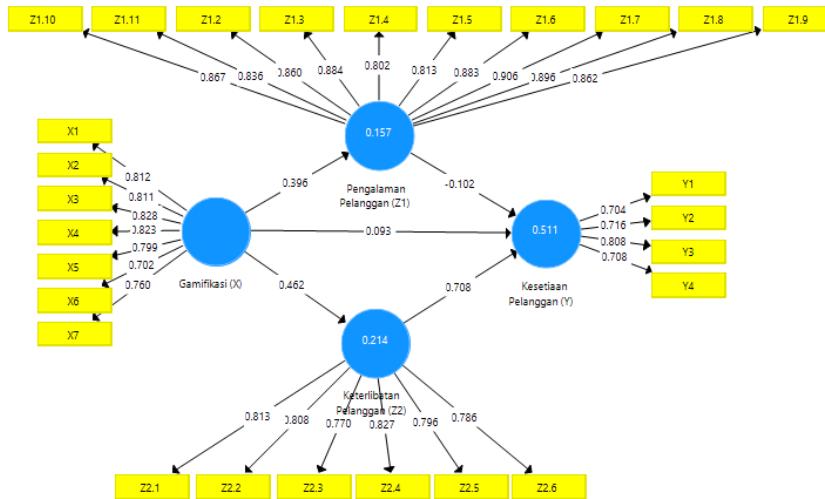 Z1.10
Z1.11
Z1.2
Z1.3
Z1.4
Z1.5
Z1.6
Z1.7
Z1.8
Z1.9
0.867
0.836
0.860
0.884
0.802
0.813
0.883
0.906
0.896
0.862
0.157
Pengalaman
Pelanggan (Z1)
X1
X2
X3
X4
X5
X6
X7
0.812
0.811
0.828
0.823
0.799
0.702
0.760
Gamifikasi (X)
0.396
0.093
0.462
-0.102
0.708
0.511
Kesetiaan
Pelanggan (Y)
0.704
0.716
0.808
0.708
Y1
Y2
Y3
Y4
0.214
Keterlibatan
Pelanggan (Z2)
0.813
0.808
0.770
0.827
0.796
0.786
Z2.1
Z2.2
Z2.3
Z2.4
Z2.5
Z2.6